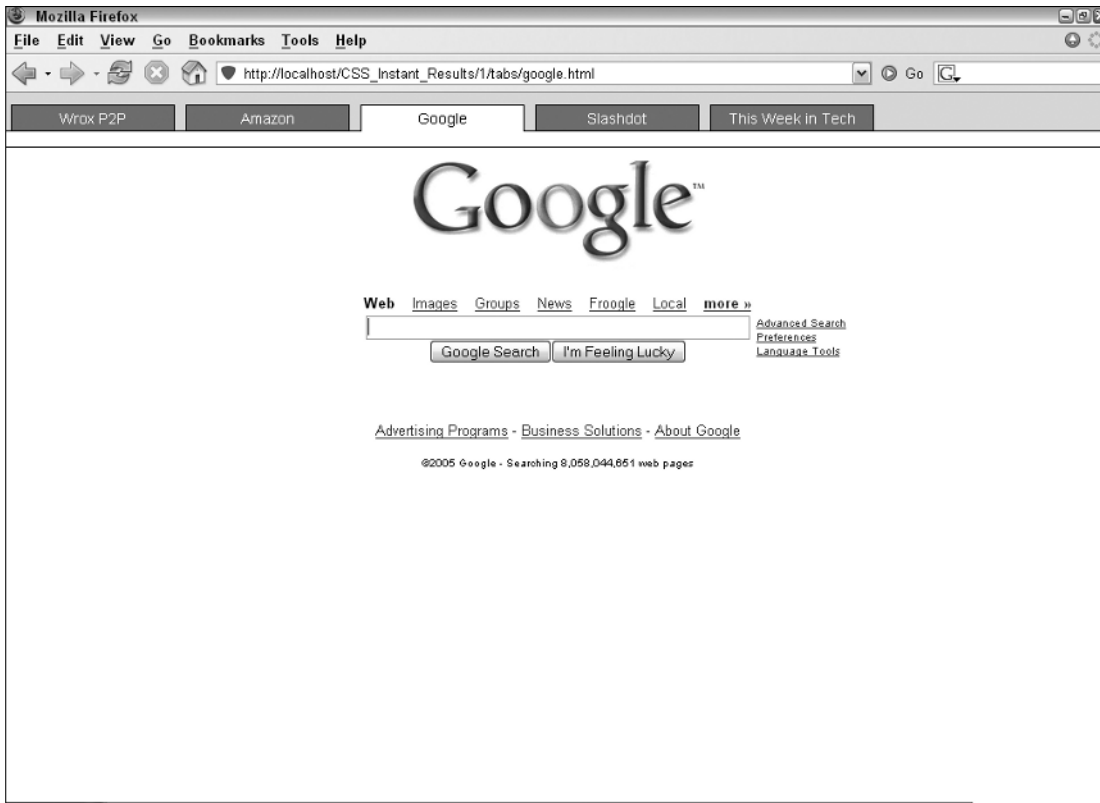 Mozilla Firefox
File Edit View Go Bookmarks Tools Help
http://localhost/CSS_Instant_Results/1/tabs/google.html Go G
Wrox P2P Amazon Google Slashdot This Week in Tech
Google™
Web Images Groups News Froogle Local more »
Advanced Search
Preferences
Google Search I'm Feeling Lucky Language Tools
Advertising Programs - Business Solutions - About Google
©2005 Google - Searching 8,058,044,651 web pages